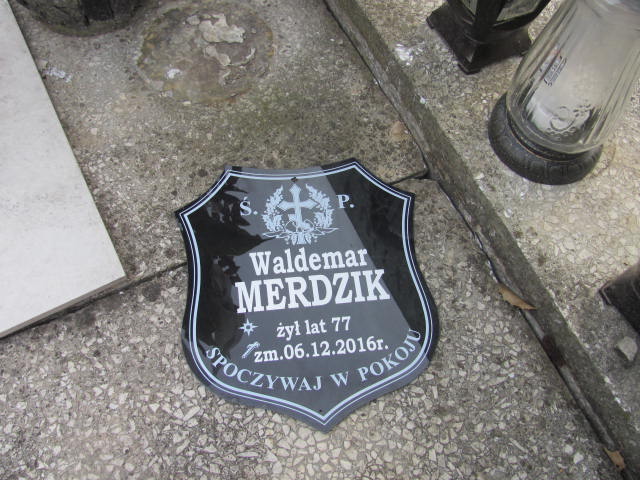 Ś. P.
Waldemar
MERDZIK
żył lat 77
zm.06.12.2016r.
SPOCZYWAJ W POKOJU